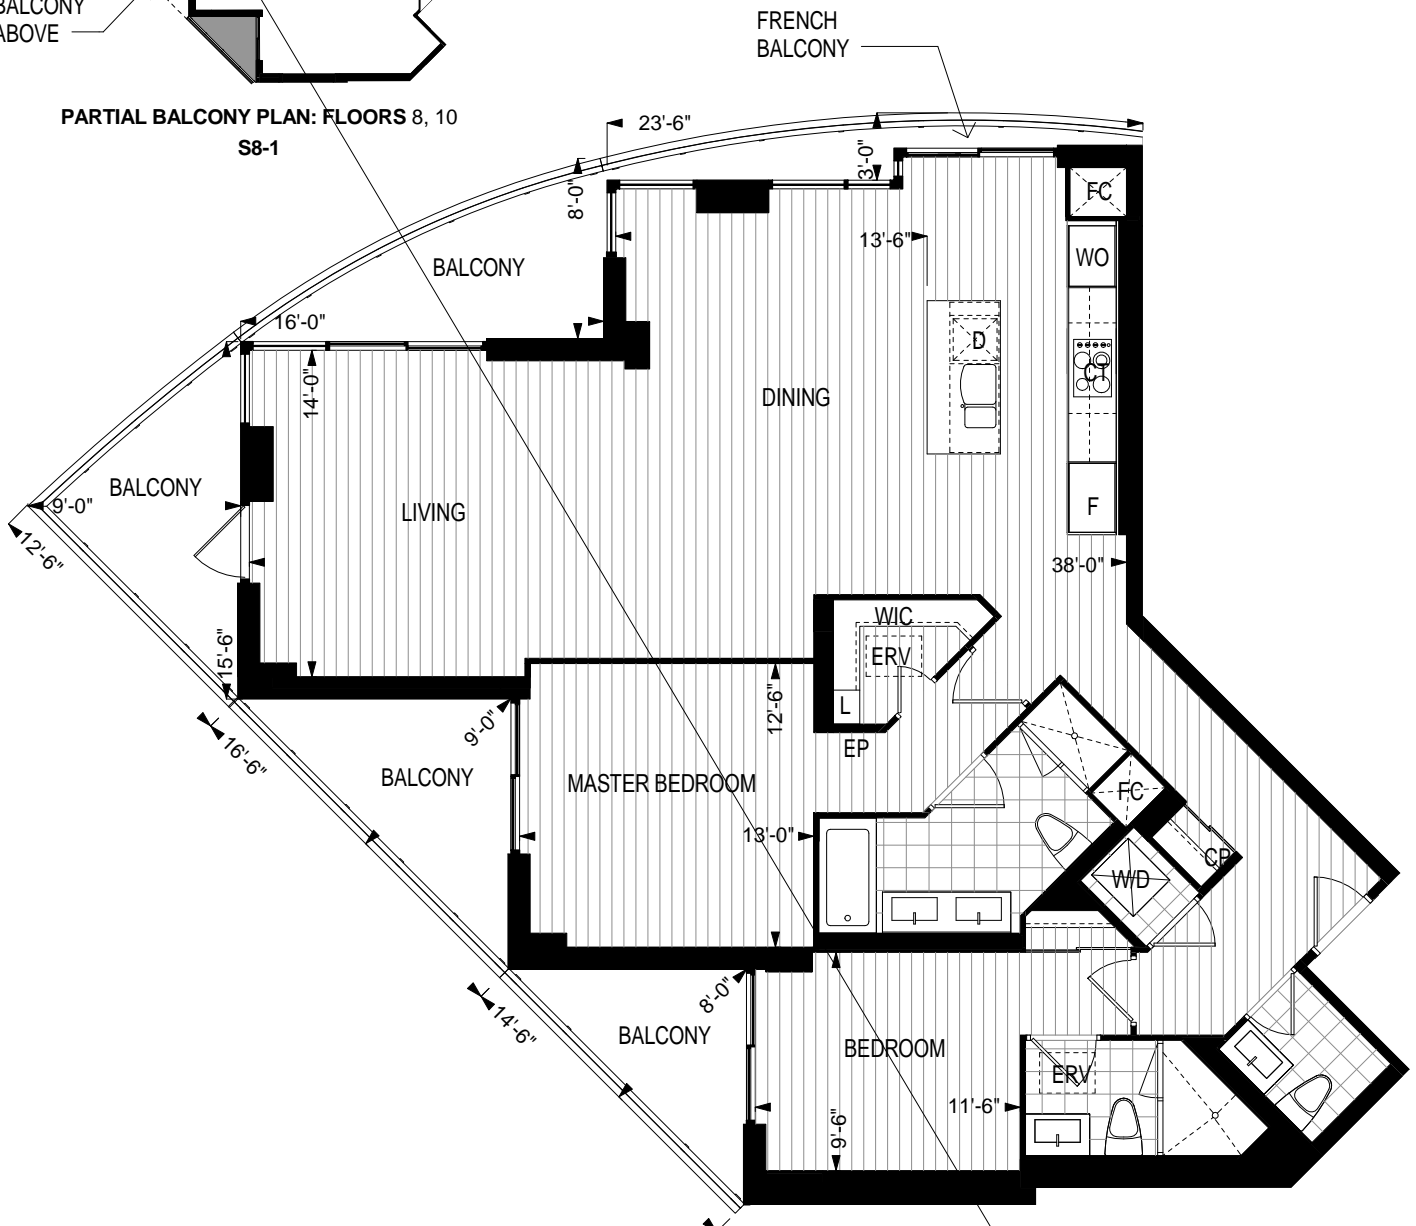 BALCONY
ABOVE
FRENCH
BALCONY
PARTIAL BALCONY PLAN: FLOORS 8, 10
S8-1
23'-6"
3'-0"
8'-0"
FC
13'-6"
WO
BALCONY
16'-0"
D
CT
14'-0"
DINING
BALCONY
9'-0"
LIVING
F
12'-6"
38'-0"
WIC
15'-6"
ERV
L
12'-6"
9'-0"
EP
16'-6"
BALCONY
MASTER BEDROOM
FC
13'-0"
CP
W/D
8'-0"
14'-6"
BALCONY
BEDROOM
ERV
11'-6"
9'-6"